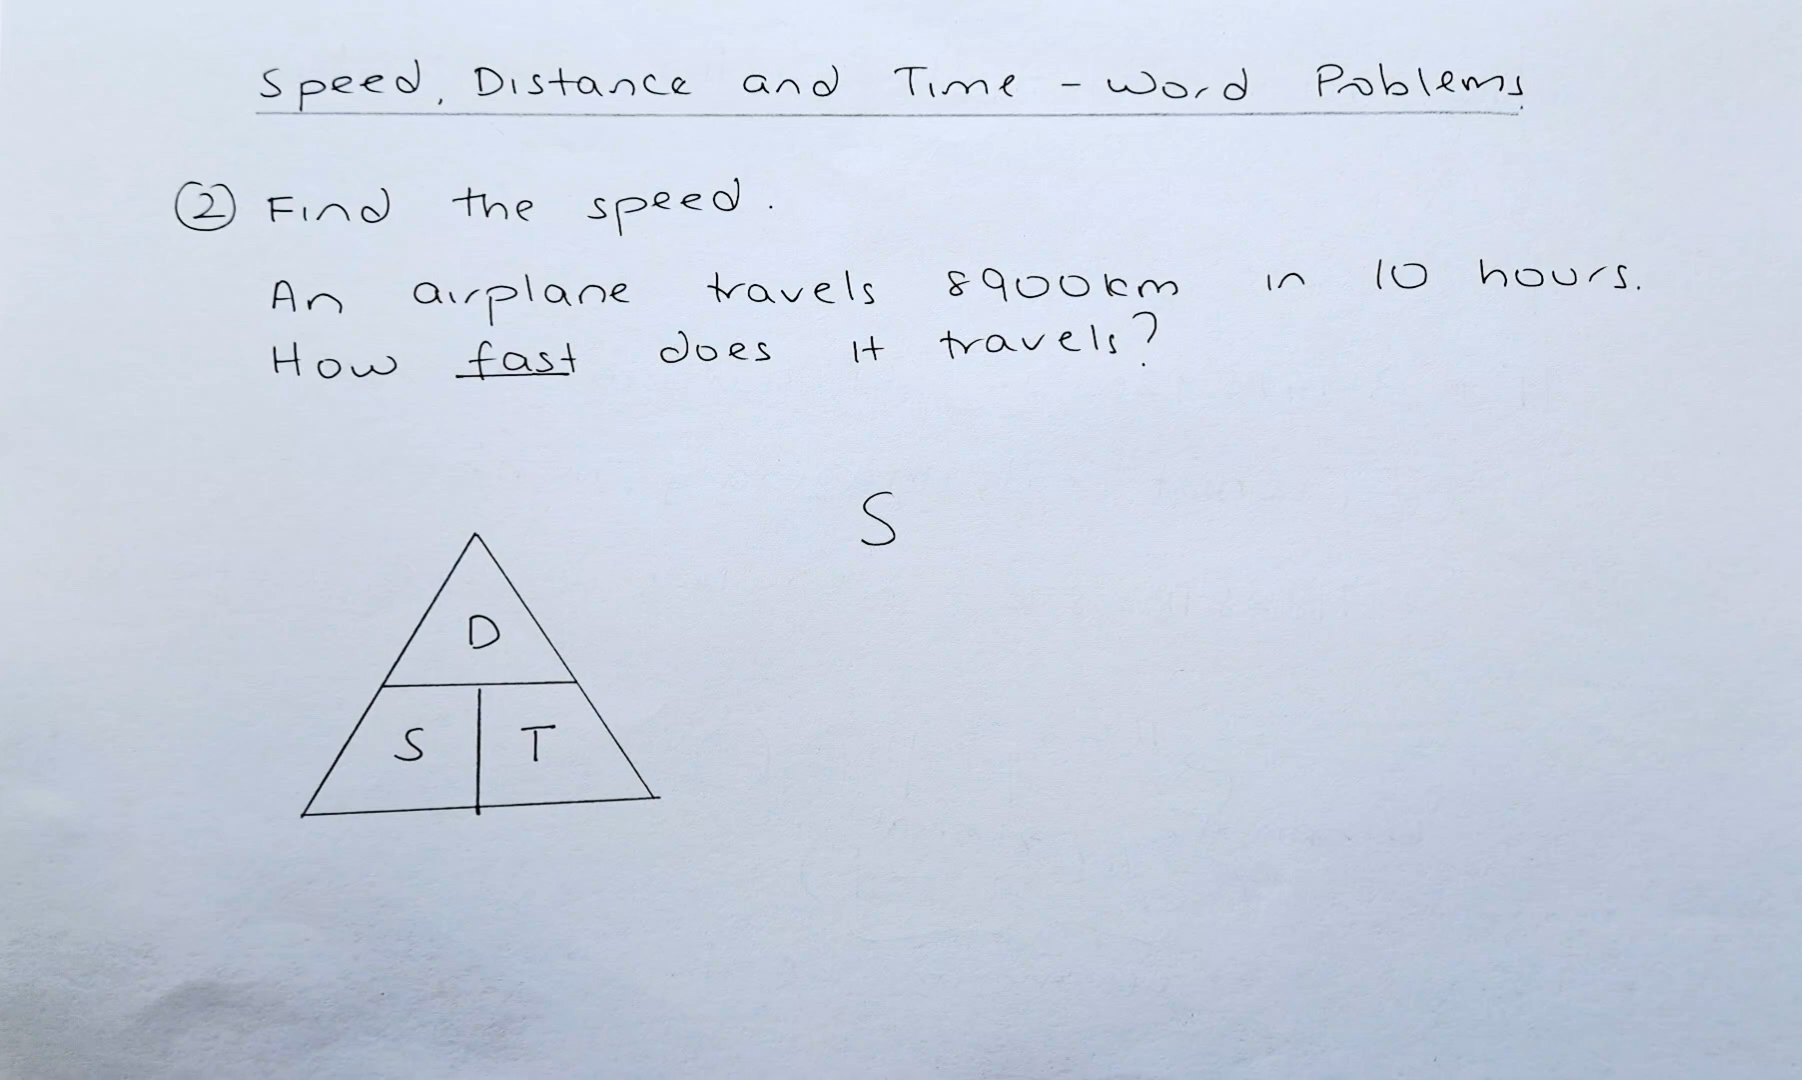 Speed, Distance and Time - Word Problems
② Find the speed.
An airplane travels 8900km in 10 hours.
How fast does it travels?
S
D
S T